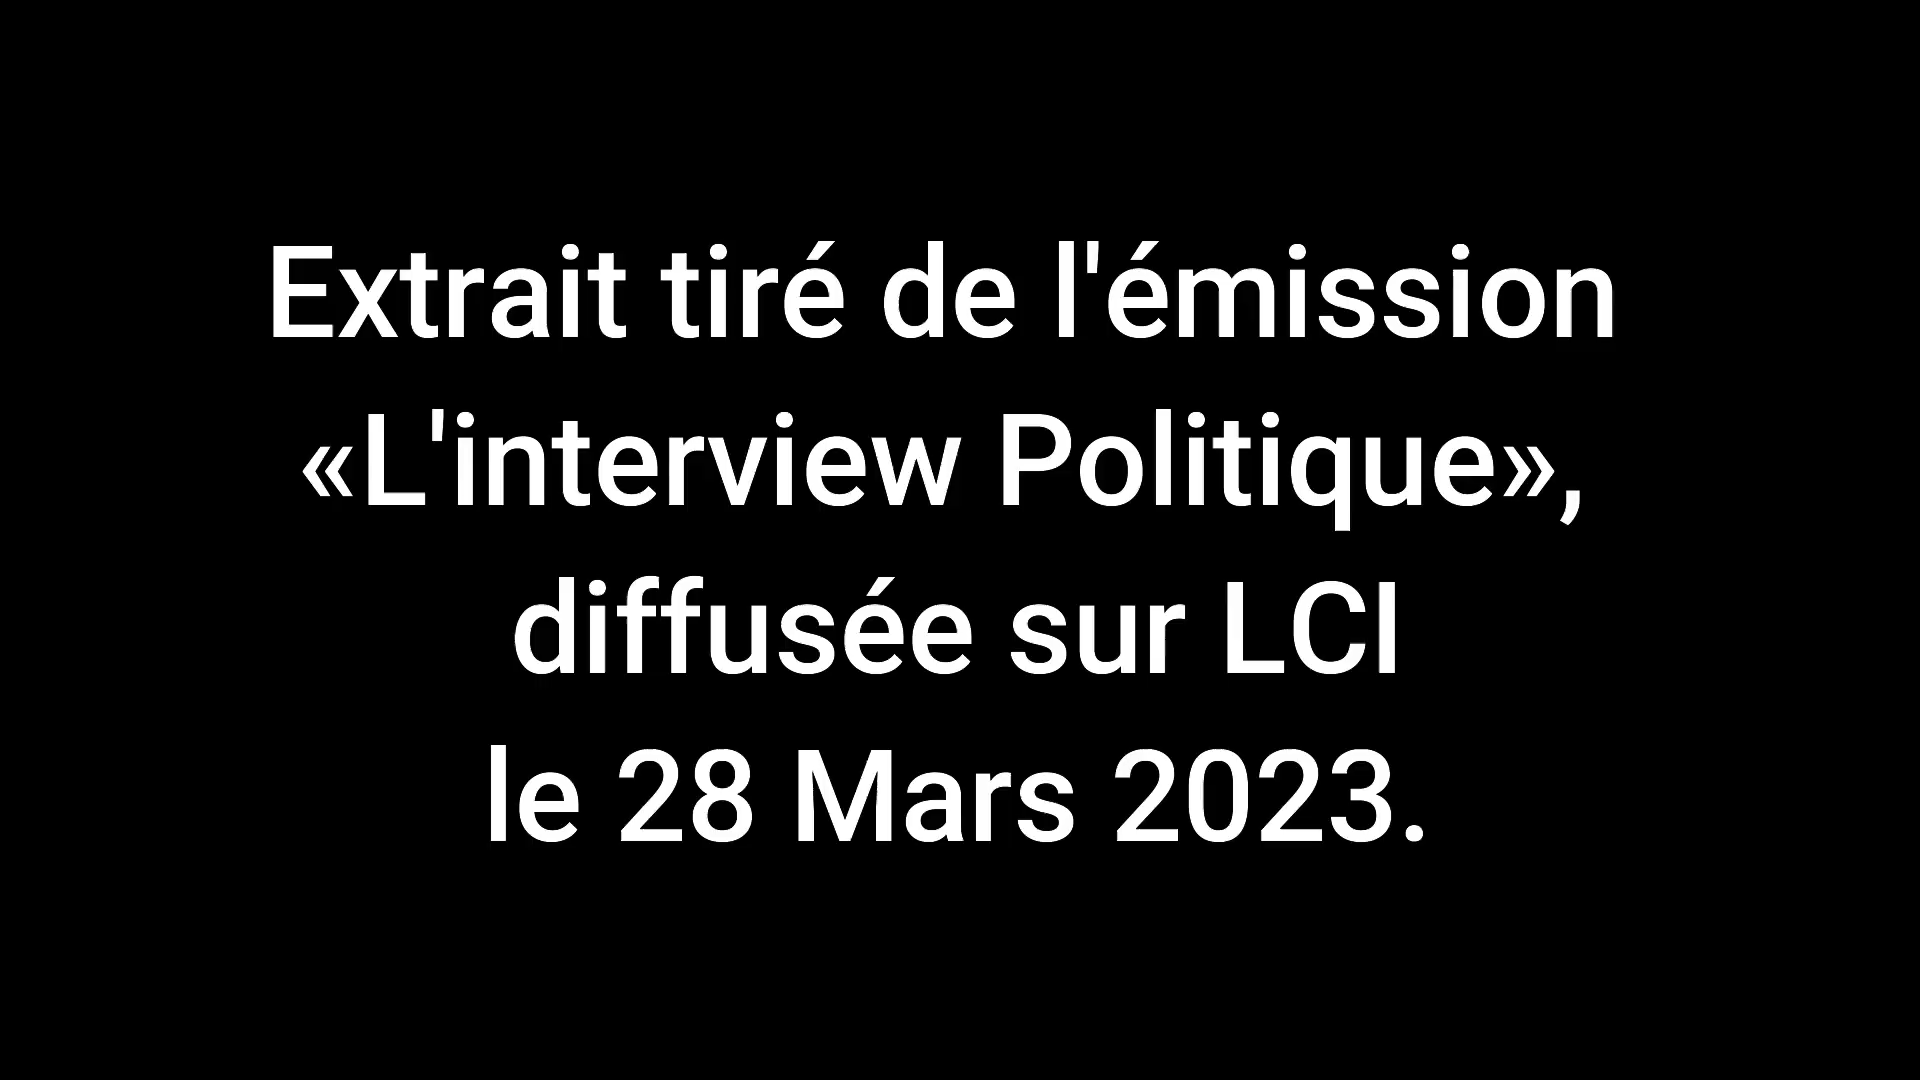 Extrait tiré de l'émission
«L'interview Politique»,
diffusée sur LCI
le 28 Mars 2023.